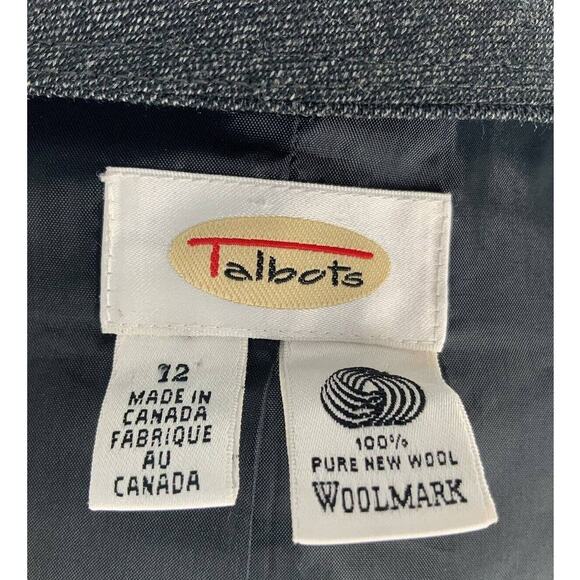 Talbots
12
MADE IN
CANADA
FABRIQUE
AU
CANADA
100%
PURE NEW WOOL
WOOLMARK